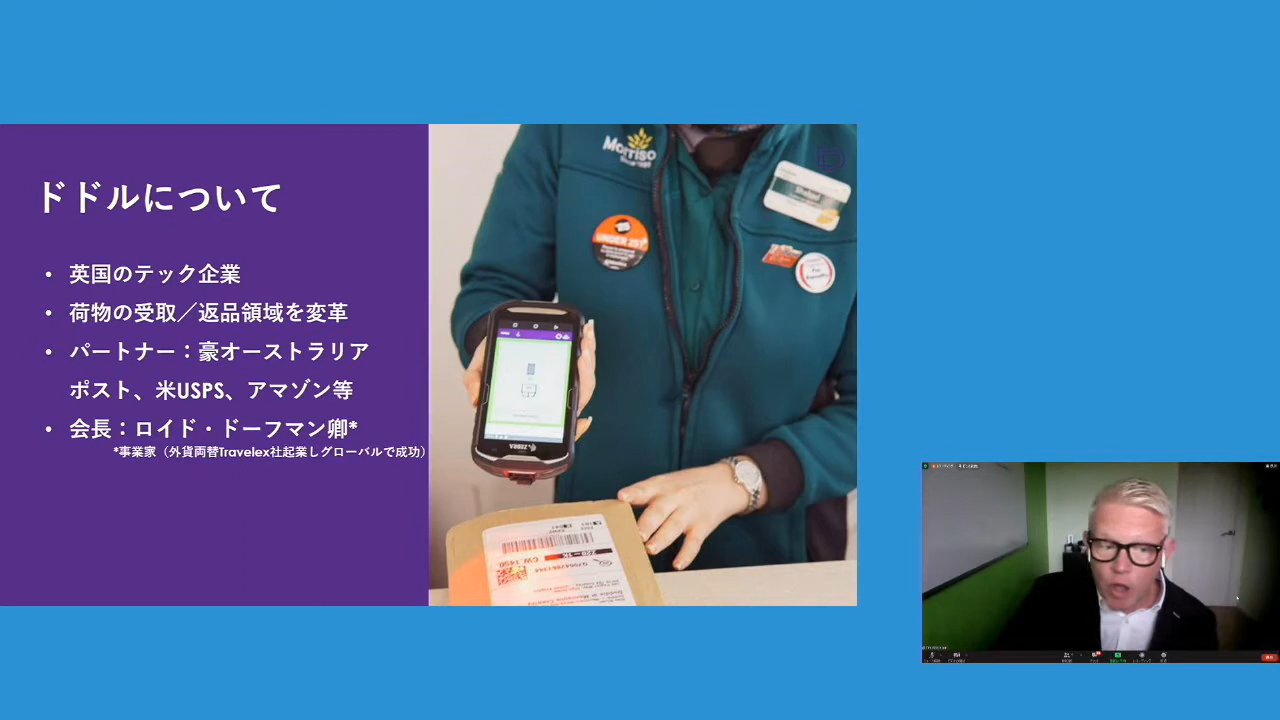 ドドルについて
• 英国のテック企業
• 荷物の受取／返品領域を変革
• パートナー：豪オーストラリア
ポスト、米USPS、アマゾン等
• 会長：ロイド・ドーフマン卿*
*事業家（外貨両替Travelex社起業しグローバルで成功）
Morriso
UNDER 25?
ZEBRA